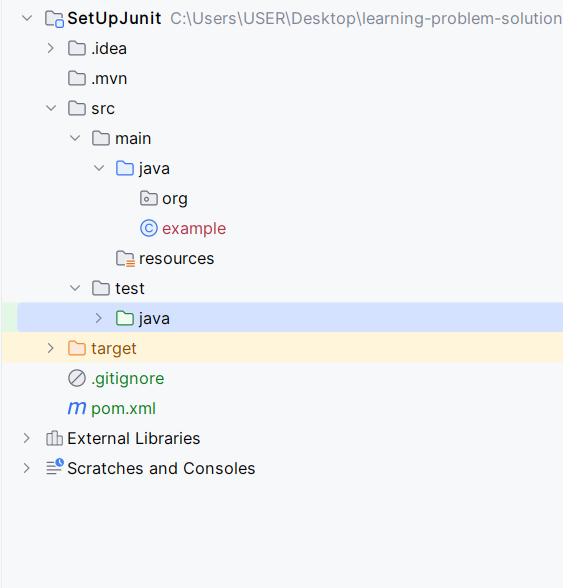 SetUpJunit C:\Users\USER\Desktop\learning-problem-solution
.idea
.mvn
src
main
java
org
C example
resources
test
java
target
.gitignore
m pom.xml
External Libraries
Scratches and Consoles